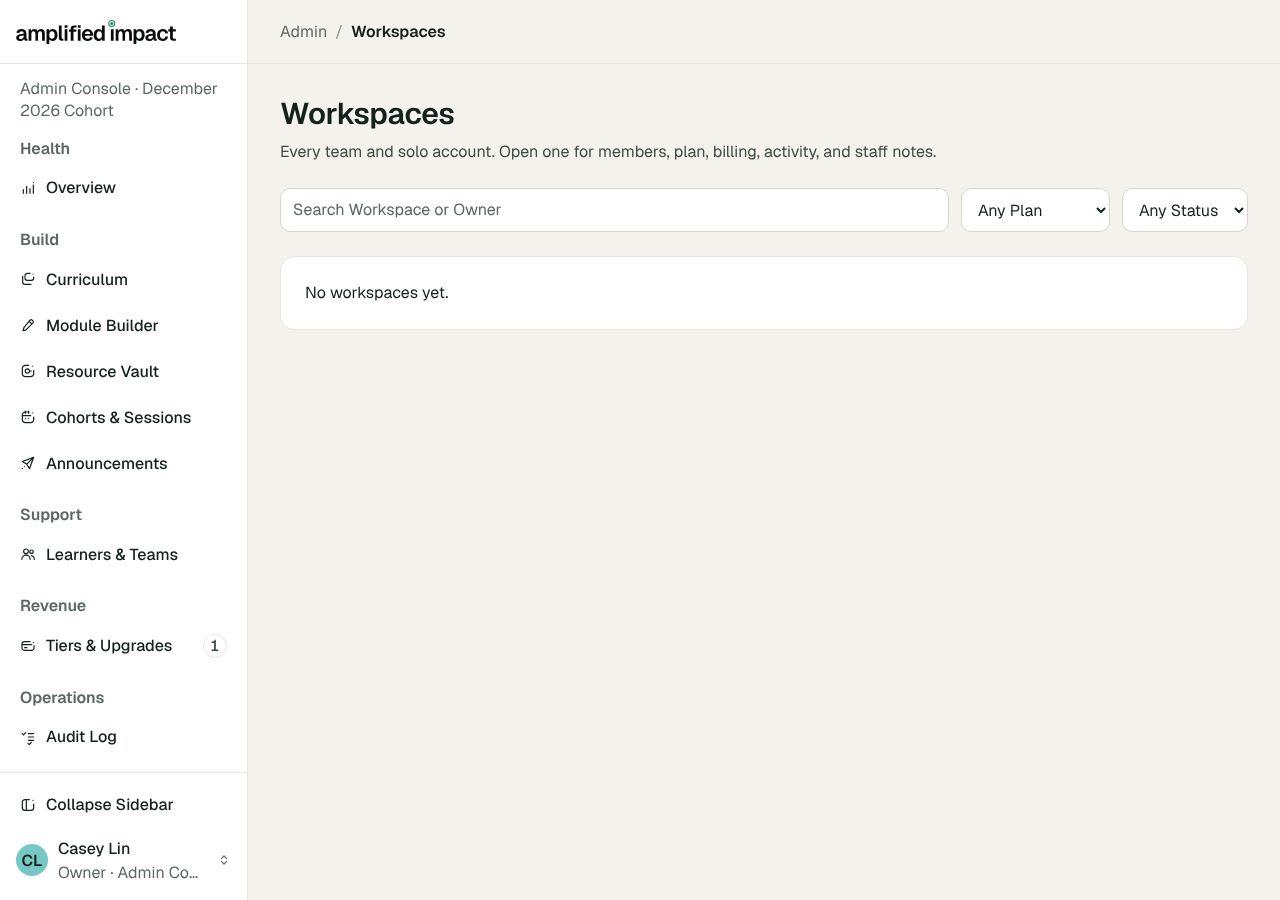 amplified impact
Admin / Workspaces
Admin Console · December
2026 Cohort
Health
Overview
Build
Curriculum
Module Builder
Resource Vault
Cohorts & Sessions
Announcements
Support
Learners & Teams
Revenue
Tiers & Upgrades 1
Operations
Audit Log
Collapse Sidebar
CL
Casey Lin
Owner · Admin Co...
Workspaces
Every team and solo account. Open one for members, plan, billing, activity, and staff notes.
Search Workspace or Owner
Any Plan
Any Status
No workspaces yet.